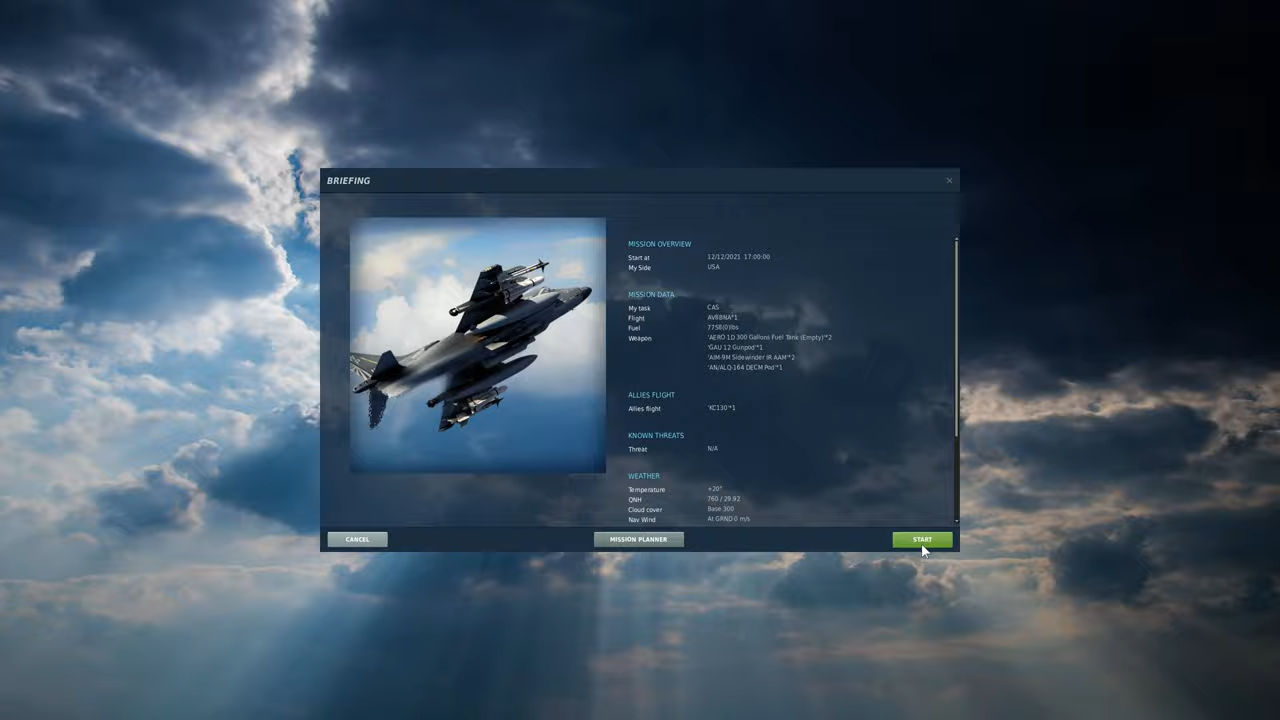 BRIEFING
MISSION OVERVIEW
Start at 12/12/2021 17:00:00
My Side USA
MISSION DATA
My task CAS
Flight AV8BNA*1
Fuel 7758(0)lbs
Weapon 'AERO 1D 300 Gallons Fuel Tank (Empty)'*2
'GAU 12 Gunpod'*1
'AIM-9M Sidewinder IR AAM'*2
'AN/ALQ-164 DECM Pod'*1
ALLIES FLIGHT
Allies flight 'KC130'*1
KNOWN THREATS
Threat N/A
WEATHER
Temperature +20°
QNH 760 / 29.92
Cloud cover Base 300
Nav Wind At GRND 0 m/s
CANCEL MISSION PLANNER START